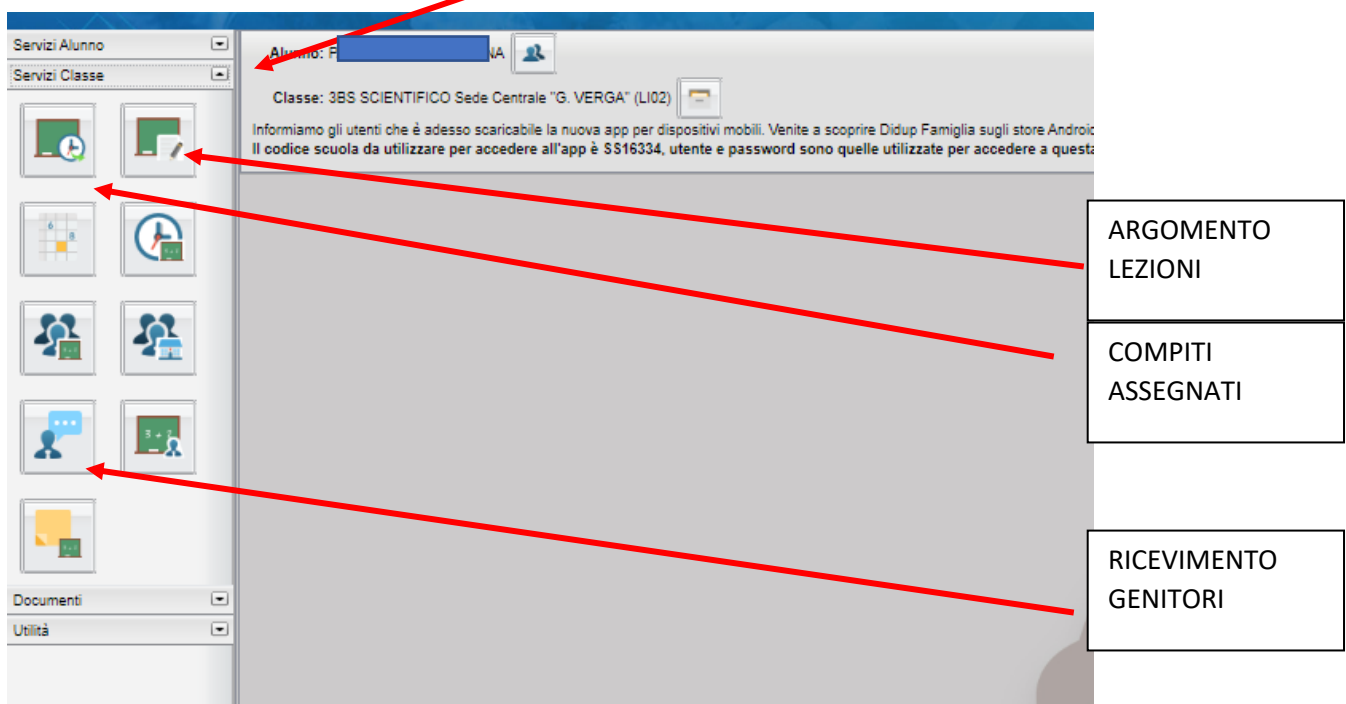 Servizi Alunno
Servizi Classe
Alunno: F NA
Classe: 3BS SCIENTIFICO Sede Centrale "G. VERGA" (LI02)
Informiamo gli utenti che è adesso scaricabile la nuova app per dispositivi mobili. Venite a scoprire Didup Famiglia sugli store Android
Il codice scuola da utilizzare per accedere all'app è SS16334, utente e password sono quelle utilizzate per accedere a questa
ARGOMENTO
LEZIONI
COMPITI
ASSEGNATI
RICEVIMENTO
GENITORI
Documenti
Utilità